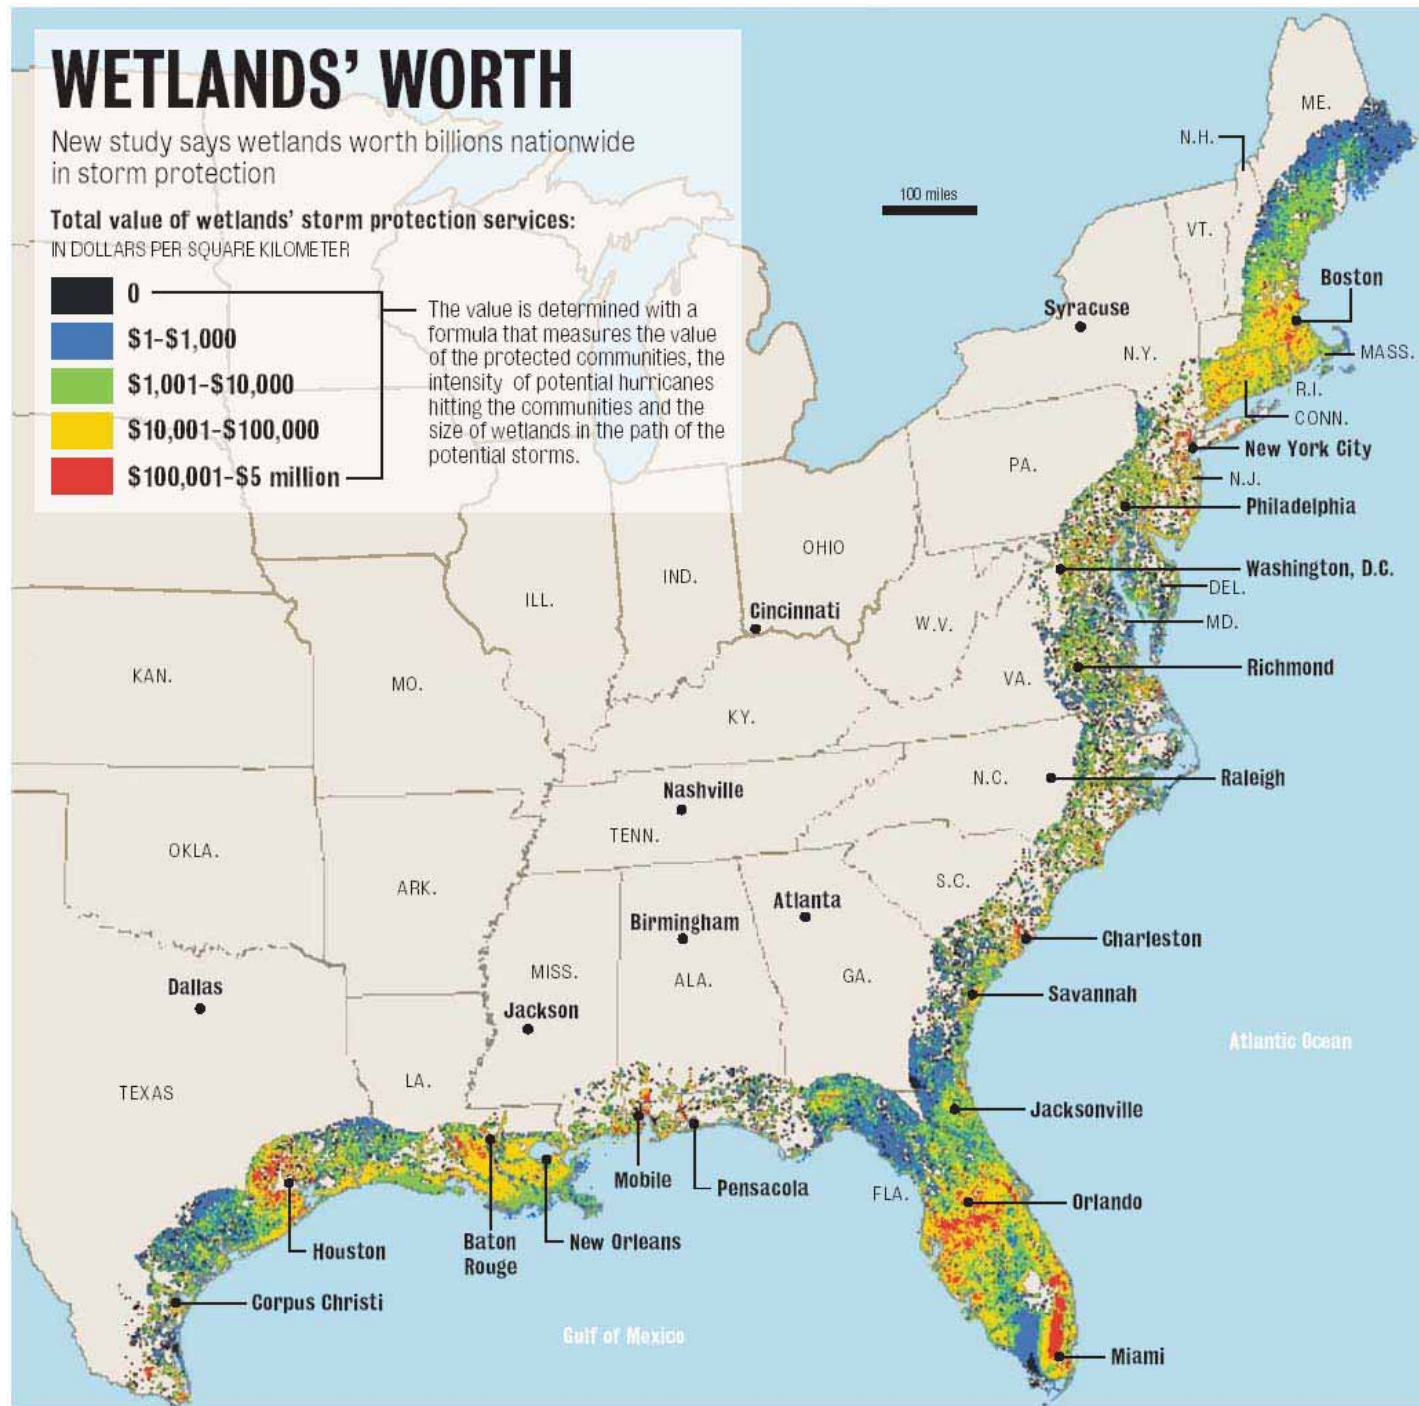 WETLANDS' WORTH
New study says wetlands worth billions nationwide
in storm protection
Total value of wetlands' storm protection services:
IN DOLLARS PER SQUARE KILOMETER
0
$1-$1,000
$1,001-$10,000
$10,001-$100,000
$100,001-$5 million
The value is determined with a
formula that measures the value
of the protected communities, the
intensity of potential hurricanes
hitting the communities and the
size of wetlands in the path of the
potential storms.
100 miles
ME.
N.H.
VT.
Boston
Syracuse
N.Y.
MASS.
R.I.
CONN.
New York City
PA.
N.J.
Philadelphia
OHIO
Washington, D.C.
IND.
DEL.
ILL.
Cincinnati
W.V.
MD.
Richmond
KAN.
MO.
VA.
KY.
N.C.
Raleigh
Nashville
TENN.
OKLA.
ARK.
S.C.
Atlanta
Birmingham
Charleston
MISS.
ALA.
GA.
Dallas
Savannah
Jackson
Atlantic Ocean
TEXAS
LA.
Jacksonville
Mobile
Pensacola
FLA.
Orlando
Houston
Baton
Rouge
New Orleans
Corpus Christi
Gulf of Mexico
Miami